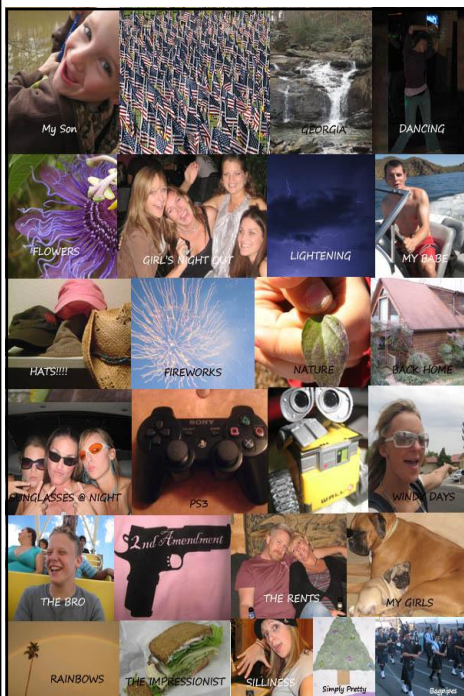 My Son
GEORGIA
DANCING
FLOWERS
GIRL'S NIGHT OUT
LIGHTENING
MY BABE
HATS!!!!
FIREWORKS
NATURE
BACK HOME
SUNGLASSES @ NIGHT
SONY
PS3
WALL
WINDY DAYS
THE BRO
2nd Amendment
THE RENTS
MY GIRLS
RAINBOWS
THE IMPRESSIONIST
SILLINESS
Simply Pretty
Bagpipes